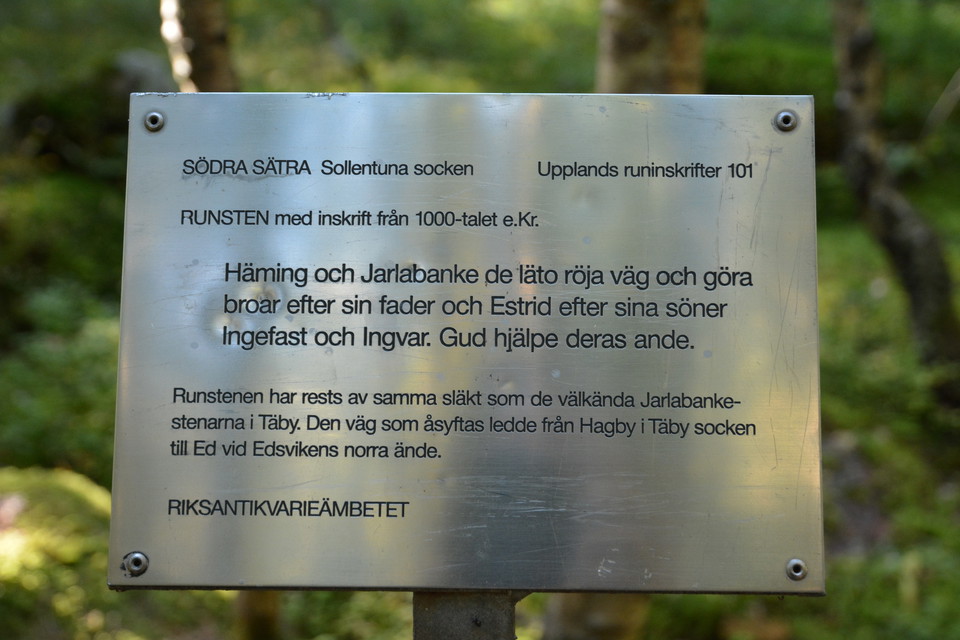 SÖDRA SÄTRA Sollentuna socken Upplands runinskrifter 101
RUNSTEN med inskrift från 1000-talet e.Kr.
Häming och Jarlabanke de läto röja väg och göra
broar efter sin fader och Estrid efter sina söner
Ingefast och Ingvar. Gud hjälpe deras ande.
Runstenen har rests av samma släkt som de välkända Jarlabanke-
stenarna i Täby. Den väg som åsyftas ledde från Hagby i Täby socken
till Ed vid Edsvikens norra ände.
RIKSANTIKVARIEÄMBETET